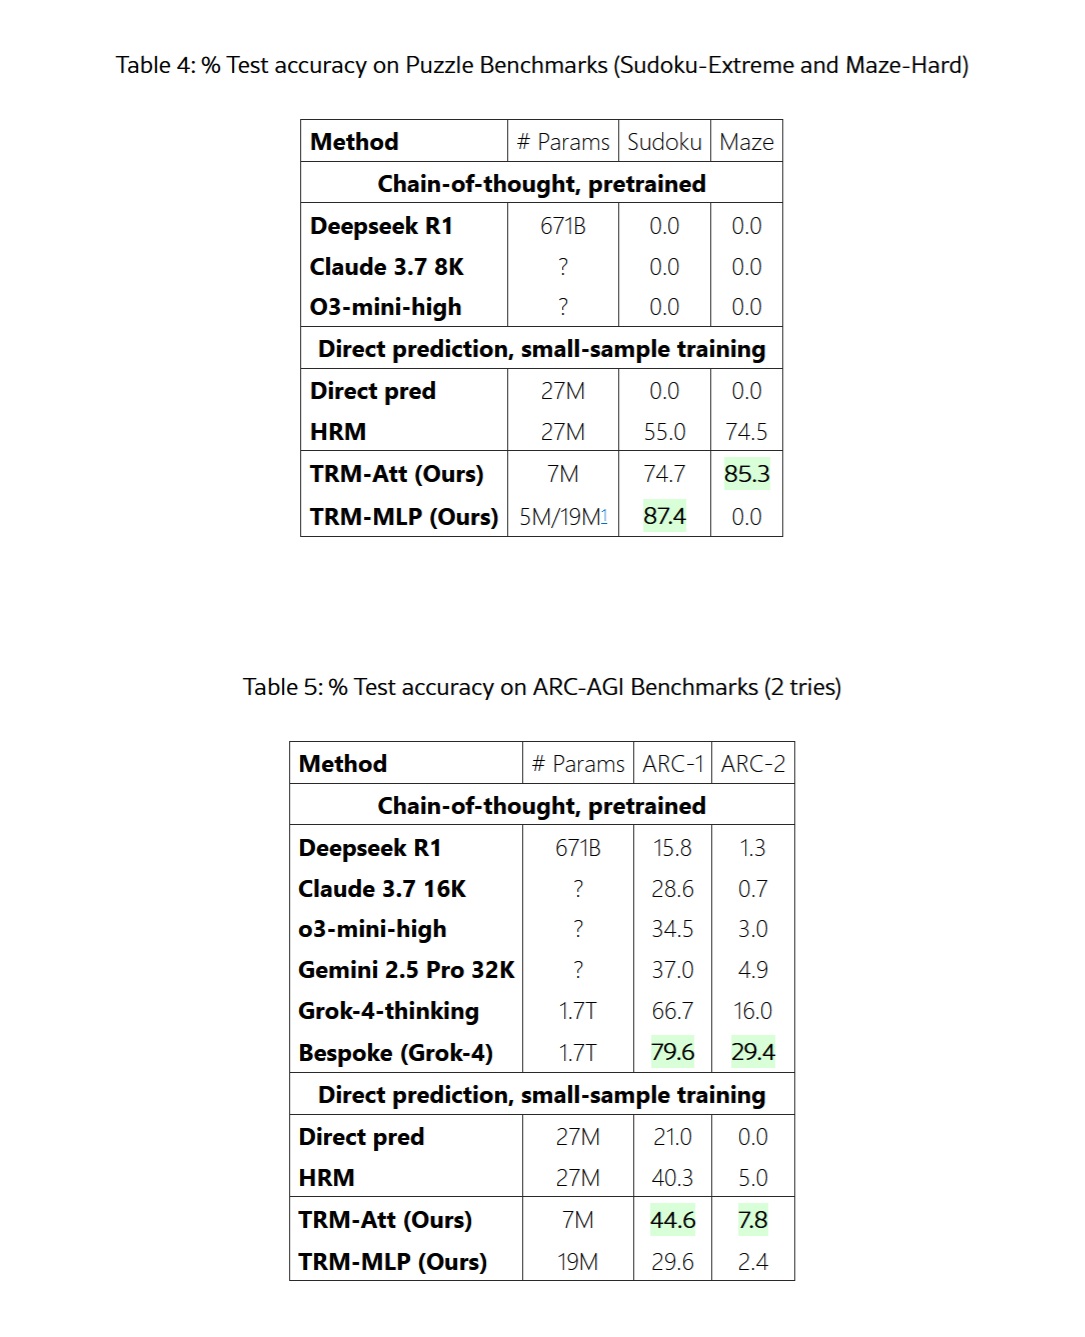 Table 4: % Test accuracy on Puzzle Benchmarks (Sudoku-Extreme and Maze-Hard)
Method # Params Sudoku Maze
Chain-of-thought, pretrained
Deepseek R1 671B 0.0 0.0
Claude 3.7 8K ? 0.0 0.0
O3-mini-high ? 0.0 0.0
Direct prediction, small-sample training
Direct pred 27M 0.0 0.0
HRM 27M 55.0 74.5
TRM-Att (Ours) 7M 74.7 85.3
TRM-MLP (Ours) 5M/19M1 87.4 0.0
Table 5: % Test accuracy on ARC-AGI Benchmarks (2 tries)
Method # Params ARC-1 ARC-2
Chain-of-thought, pretrained
Deepseek R1 671B 15.8 1.3
Claude 3.7 16K ? 28.6 0.7
o3-mini-high ? 34.5 3.0
Gemini 2.5 Pro 32K ? 37.0 4.9
Grok-4-thinking 1.7T 66.7 16.0
Bespoke (Grok-4) 1.7T 79.6 29.4
Direct prediction, small-sample training
Direct pred 27M 21.0 0.0
HRM 27M 40.3 5.0
TRM-Att (Ours) 7M 44.6 7.8
TRM-MLP (Ours) 19M 29.6 2.4